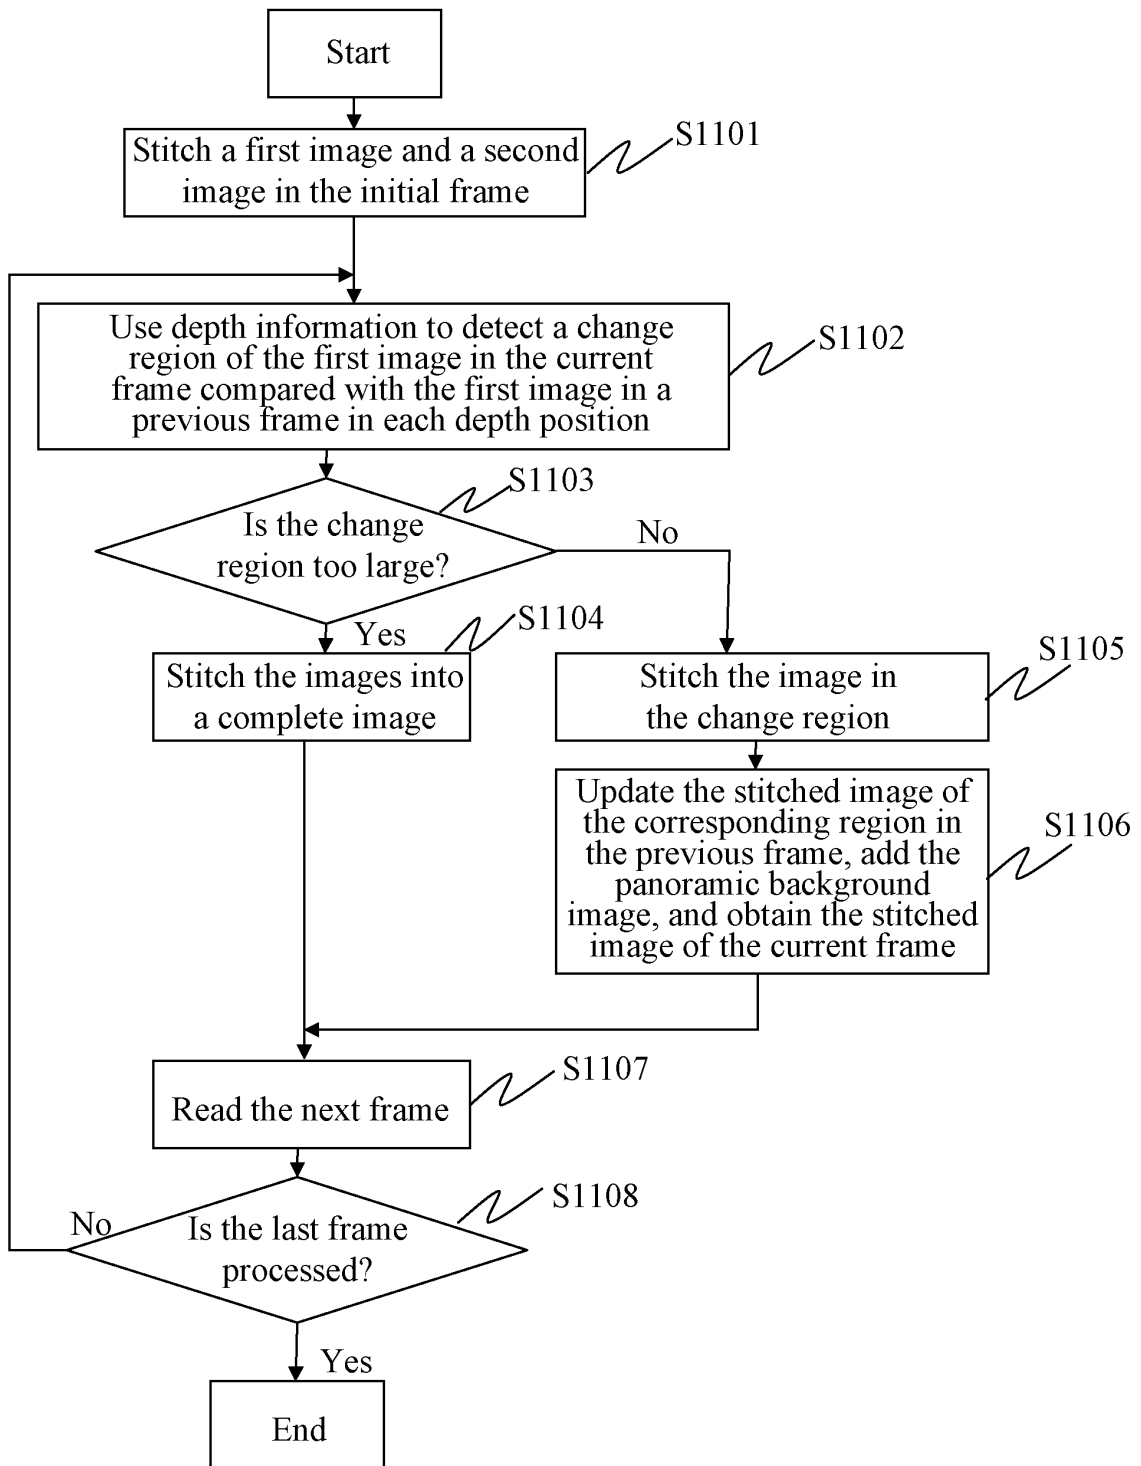 Start
Stitch a first image and a second
image in the initial frame
S1101
Use depth information to detect a change
region of the first image in the current
frame compared with the first image in a
previous frame in each depth position
S1102
S1103
Is the change
region too large?
No
Yes
S1104
Stitch the images into
a complete image
S1105
Stitch the image in
the change region
Update the stitched image of
the corresponding region in
the previous frame, add the
panoramic background
image, and obtain the stitched
image of the current frame
S1106
S1107
Read the next frame
S1108
No
Is the last frame
processed?
Yes
End